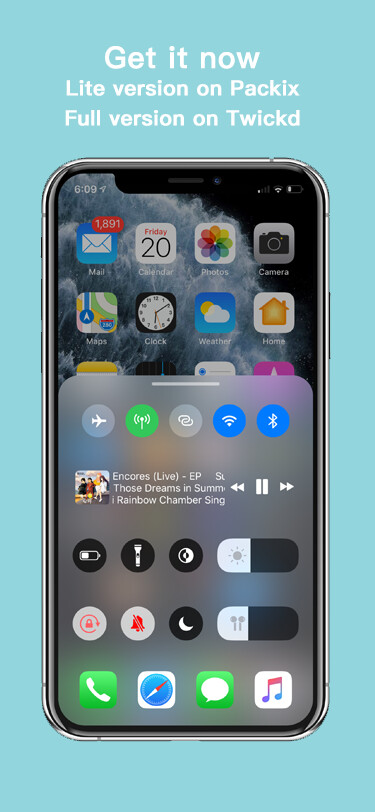 Get it now
Lite version on Packix
Full version on Twickd
6:09
1,891
Friday
20
Mail
Calendar
Photos
Camera
280
Maps
Clock
Weather
Home
Encores (Live) - EP Su
Those Dreams in Summe
i Rainbow Chamber Sing